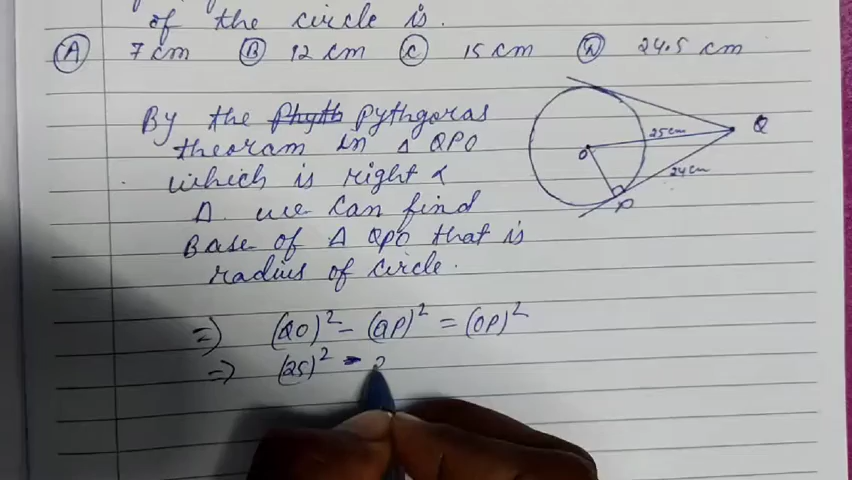 of the circle is.
(A) 7 cm (B) 12 cm (C) 15 cm (D) 24.5 cm
By the pythgoras
theoram in Δ QPO
which is right ∠
Δ. we can find
Base of Δ QPO that is
radius of circle.
=) (QO)² - (QP)² = (OP)²
=) (25)² - 2
Q
25cm
O
24cm
P